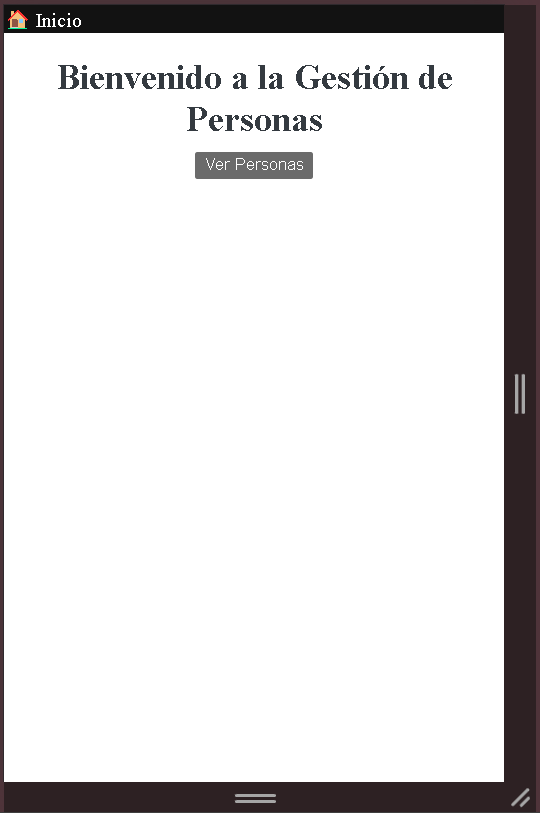 Inicio
Bienvenido a la Gestión de
Personas
Ver Personas